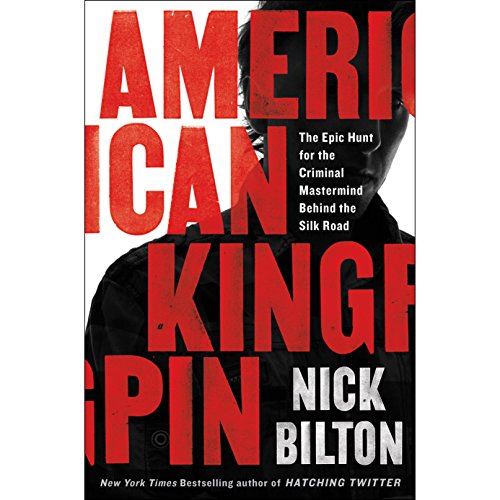 AMERIC
ICAN
KINGP
GPIN
The Epic Hunt
for the
Criminal
Mastermind
Behind the
Silk Road
NICK
BILTON
New York Times Bestselling author of HATCHING TWITTER